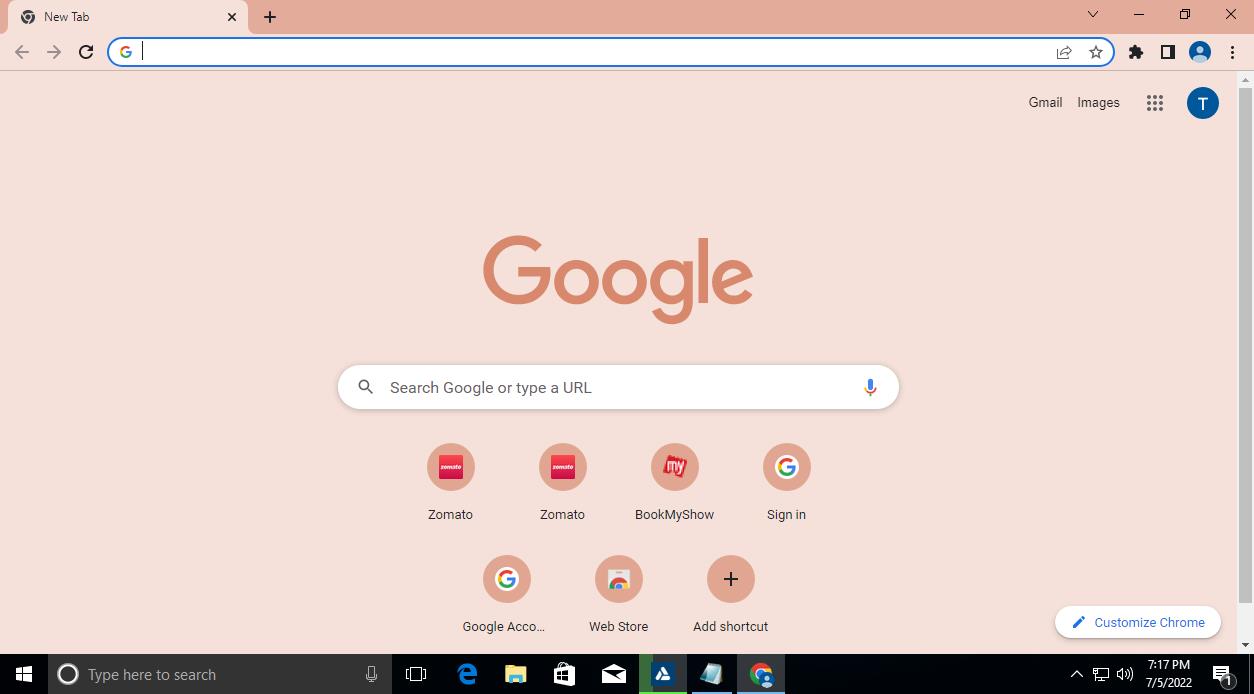 New Tab
Gmail Images
T
Google
Search Google or type a URL
zomato
zomato
my
Zomato
Zomato
BookMyShow
Sign in
Google Acco...
Web Store
Add shortcut
Customize Chrome
Type here to search
7:17 PM
7/5/2022
1